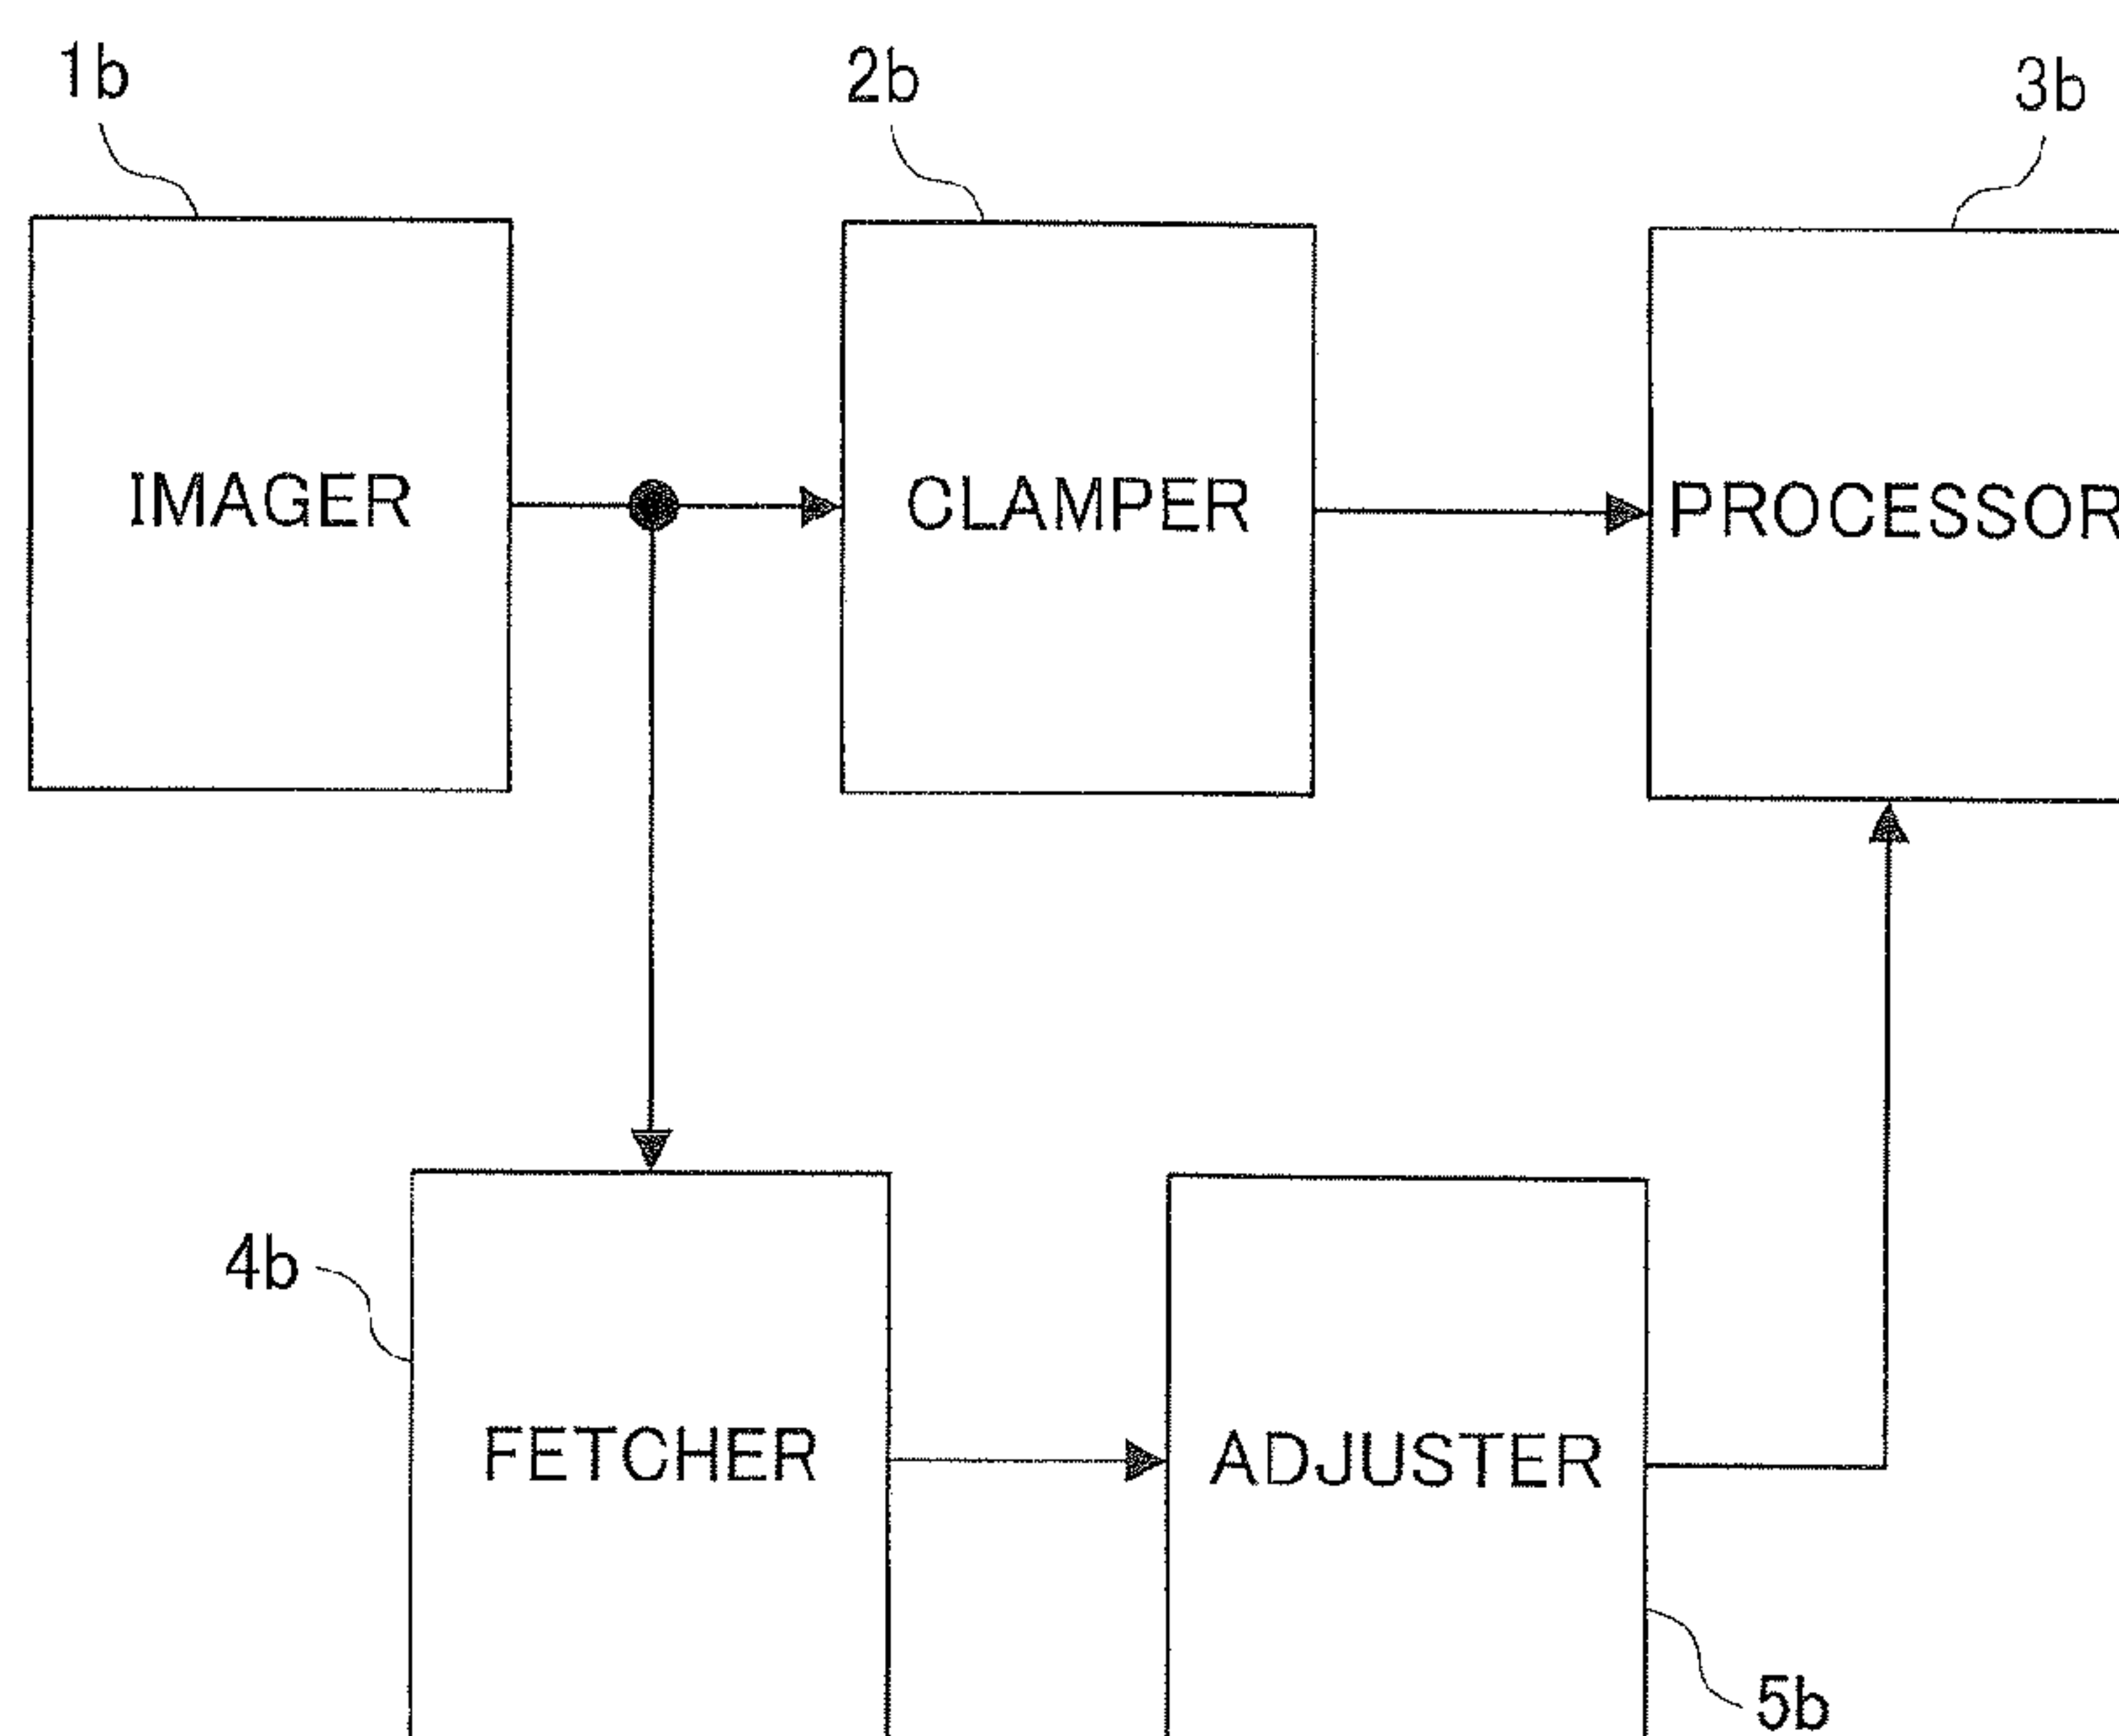 1b
2b
3b
IMAGER
CLAMPER
PROCESSOR
4b
FETCHER
ADJUSTER
5b